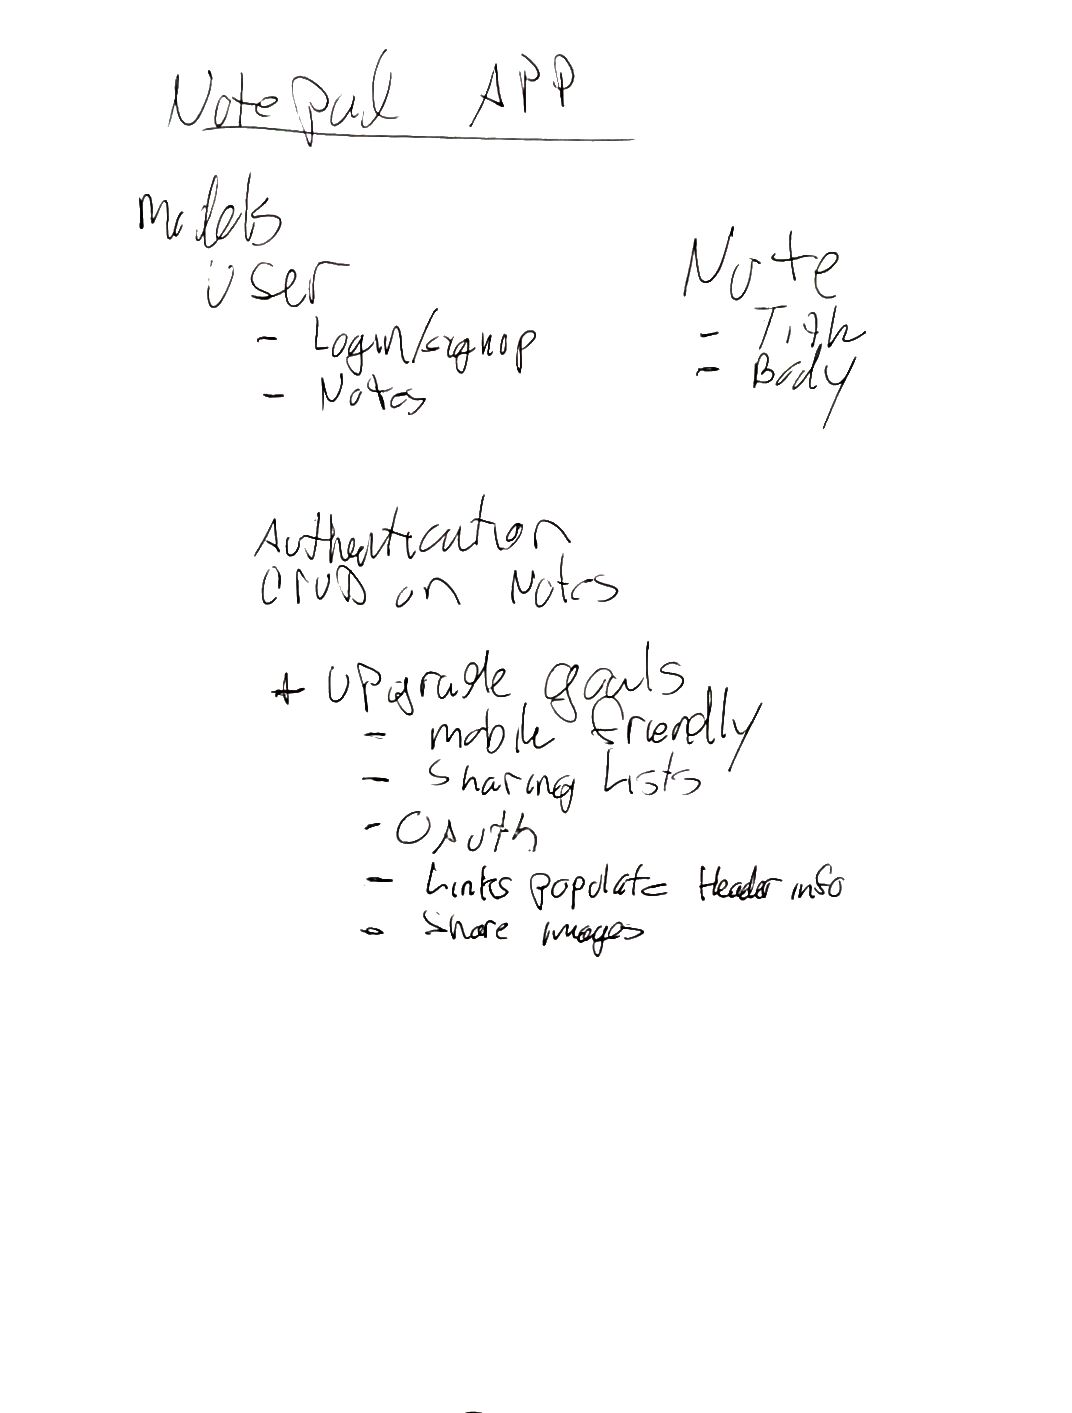 Notepad APP
Models
User
- Login/signup
- Notes
Note
- Title
- Body
Authentication
CrUD on Notes
+ Upgrade goals
- mobile friendly
- Sharing Lists
- OAuth
- Links populate Header info
- Share images